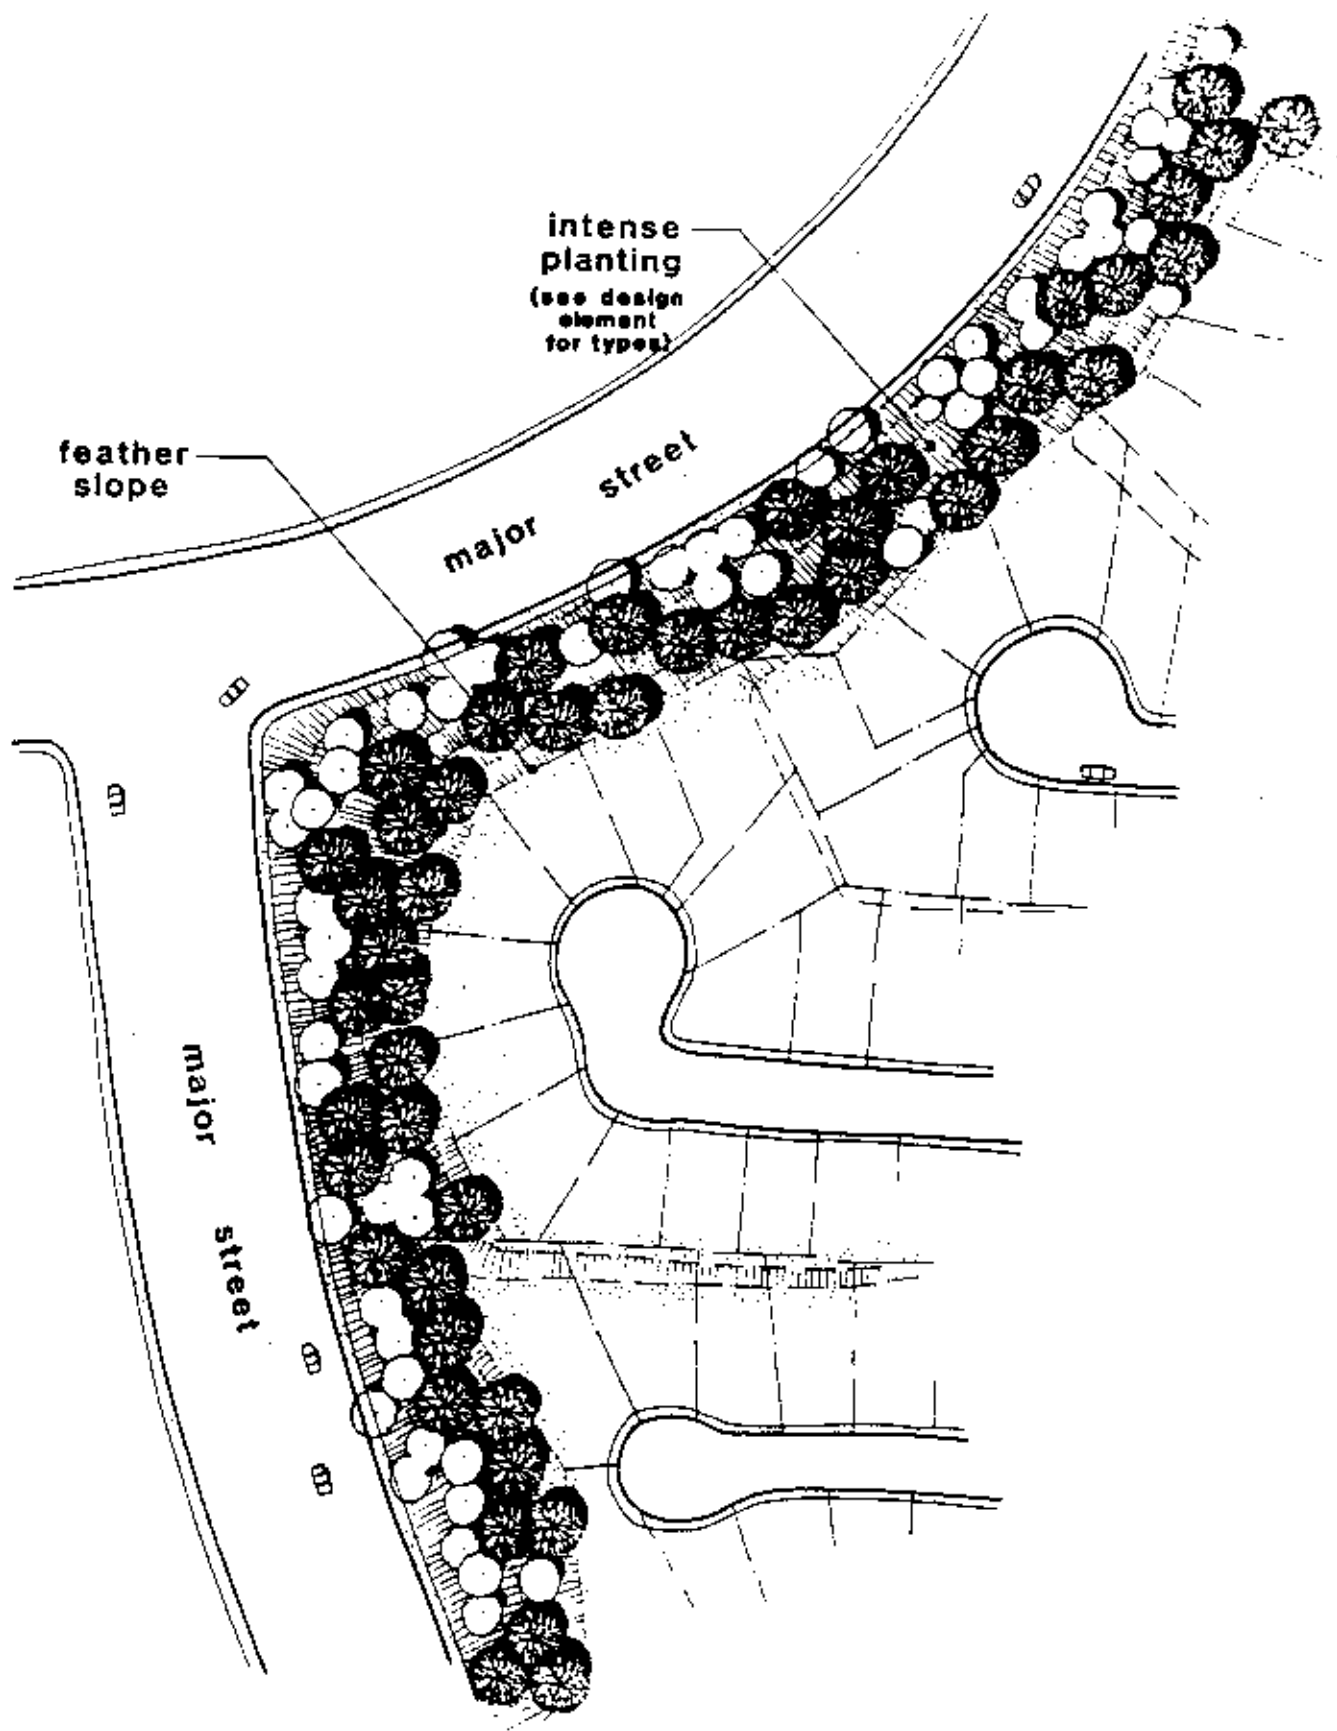 intense
planting
(see design
element
for types)
feather
slope
major street
major street